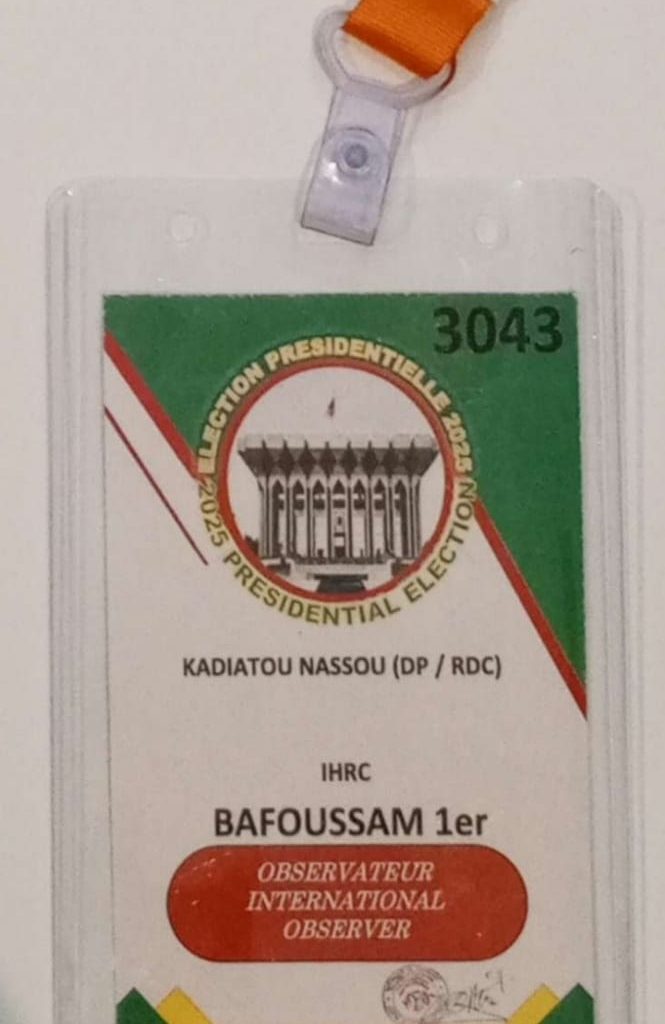 3043
ELECTION PRESIDENTIELLE 2025
2025 PRESIDENTIAL ELECTION
KADIATOU NASSOU (DP / RDC)
IHRC
BAFOUSSAM 1er
OBSERVATEUR
INTERNATIONAL
OBSERVER